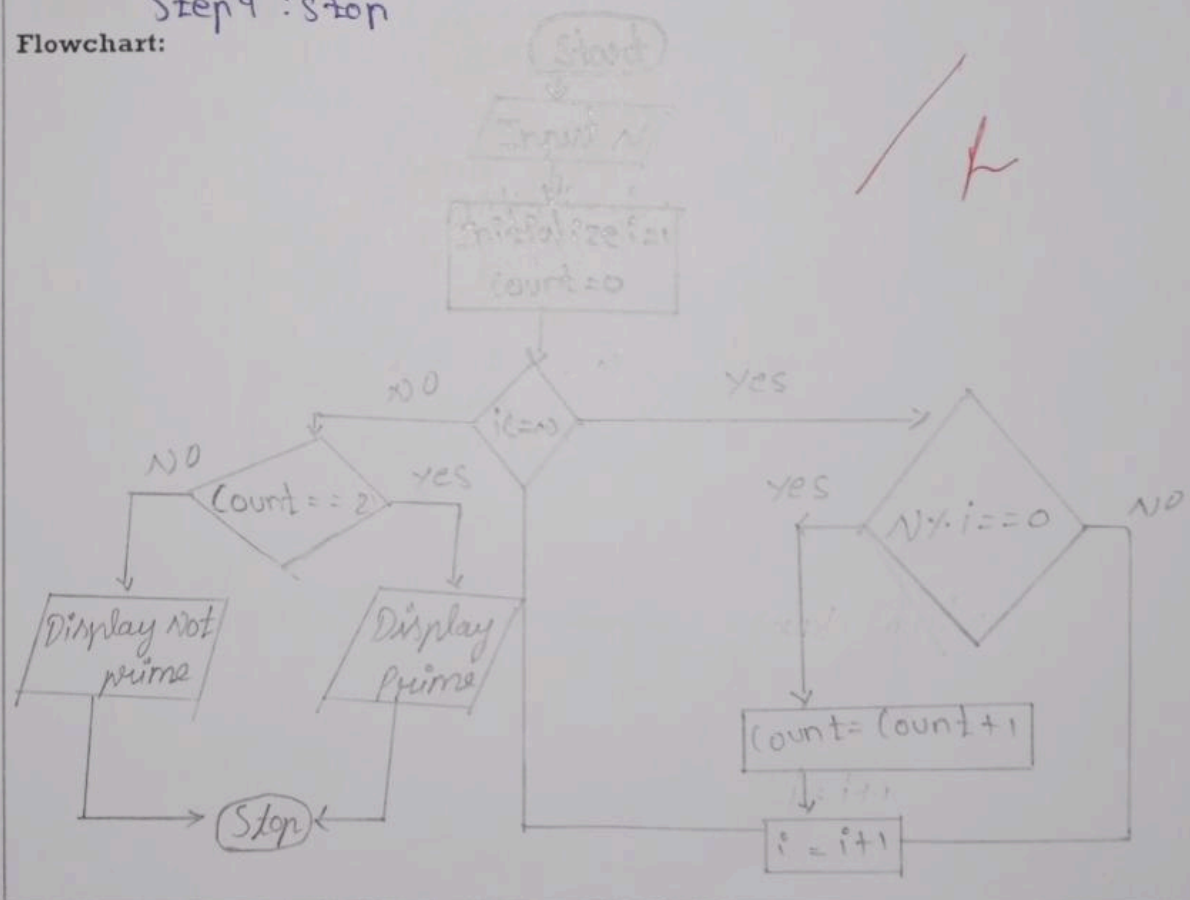 Step 4 : Stop
Flowchart:
Start
Input N
Initialize i=1
Count=0
i<=N
NO
yes
Count==2
NO
yes
N%i==0
yes
NO
Display Not
prime
Display
Prime
Count=Count+1
i=i+1
Stop